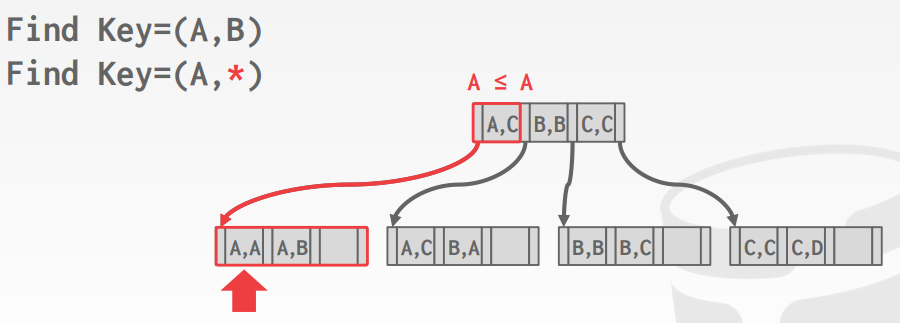 Find Key=(A,B)
Find Key=(A,*)
A ≤ A
A,C B,B C,C
A,A A,B A,C B,A B,B B,C C,C C,D